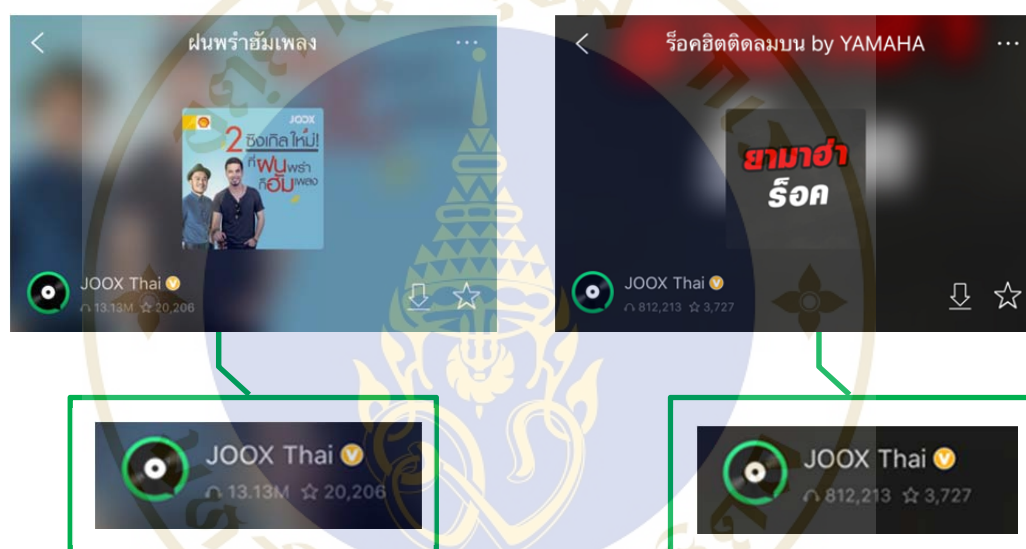 ฝนพรำฮัมเพลง
JOOX
2 ซิงเกิลใหม่!
ที่ฝนพรำ
ก็ฮัมเพลง
JOOX Thai
13.13M 20,206
ร็อคฮิตติดลมบน by YAMAHA
ยามาฮ่า
ร็อค
JOOX Thai
812,213 3,727
JOOX Thai
13.13M 20,206
JOOX Thai
812,213 3,727